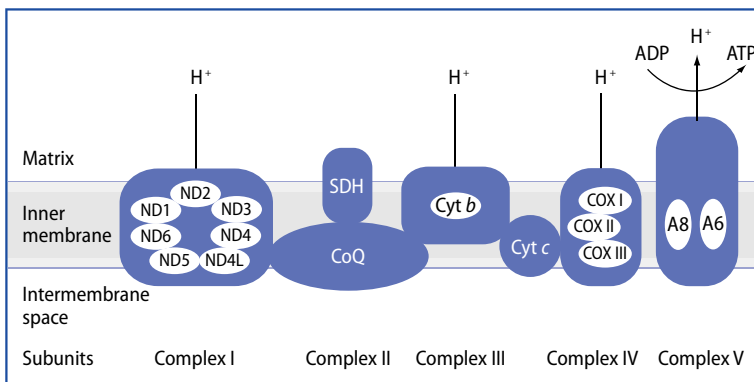 H+
ADP ATP
H+ H+ H+
Matrix
SDH
ND2
ND1 ND3
Cyt b
COX I
Inner
membrane
ND6 ND4
COX II
A8 A6
ND5 ND4L
CoQ
Cyt c
COX III
Intermembrane
space
Subunits Complex I Complex II Complex III Complex IV Complex V